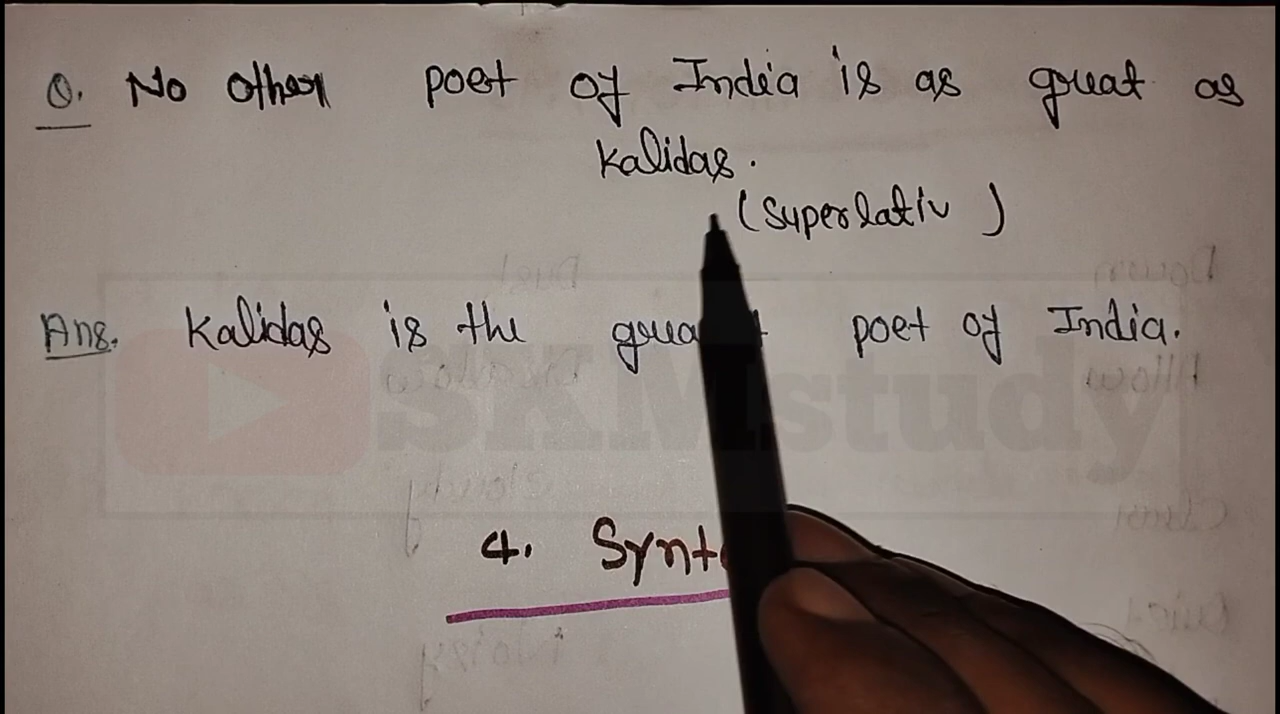 Q. No other poet of India is as great as
Kalidas.
(Superlativ)
Ans. Kalidas is the poet of India.
SKMstudy
4.